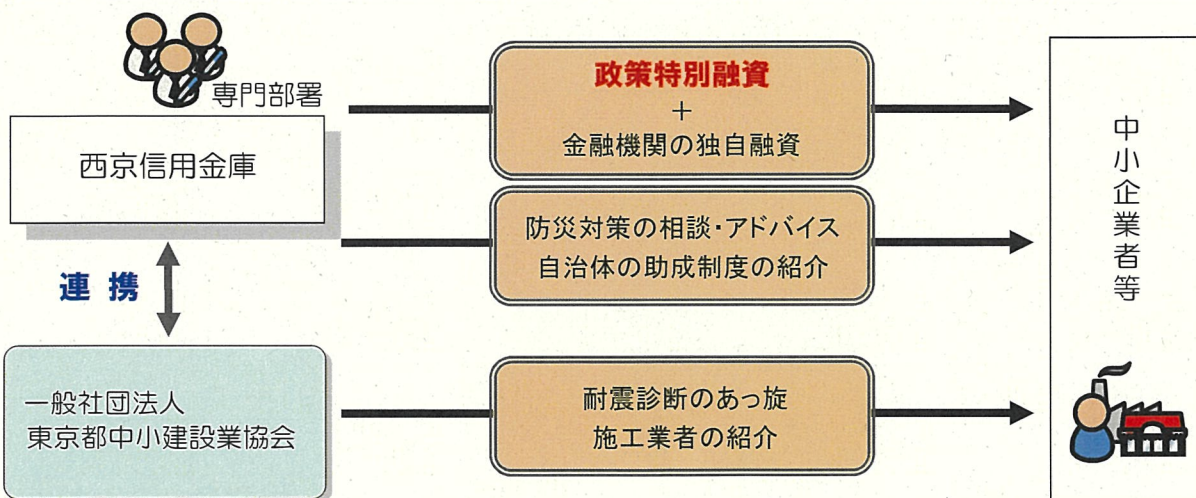 専門部署
西京信用金庫
連携
一般社団法人
東京都中小建設業協会
政策特別融資
+
金融機関の独自融資
防災対策の相談・アドバイス
自治体の助成制度の紹介
耐震診断のあっ旋
施工業者の紹介
中小企業者等